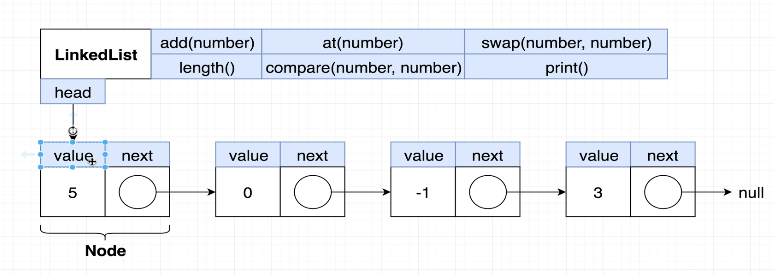 LinkedList
add(number) at(number) swap(number, number)
length() compare(number, number) print()
head
value next value next value next value next
5 0 -1 3 null
Node